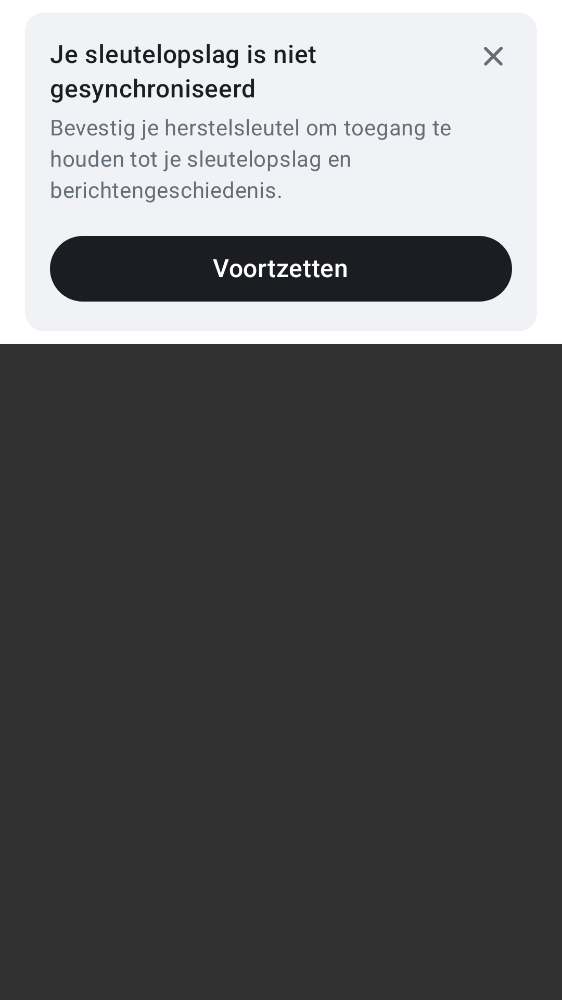 Je sleutelopslag is niet
gesynchroniseerd
Bevestig je herstelsleutel om toegang te
houden tot je sleutelopslag en
berichtengeschiedenis.
Voortzetten